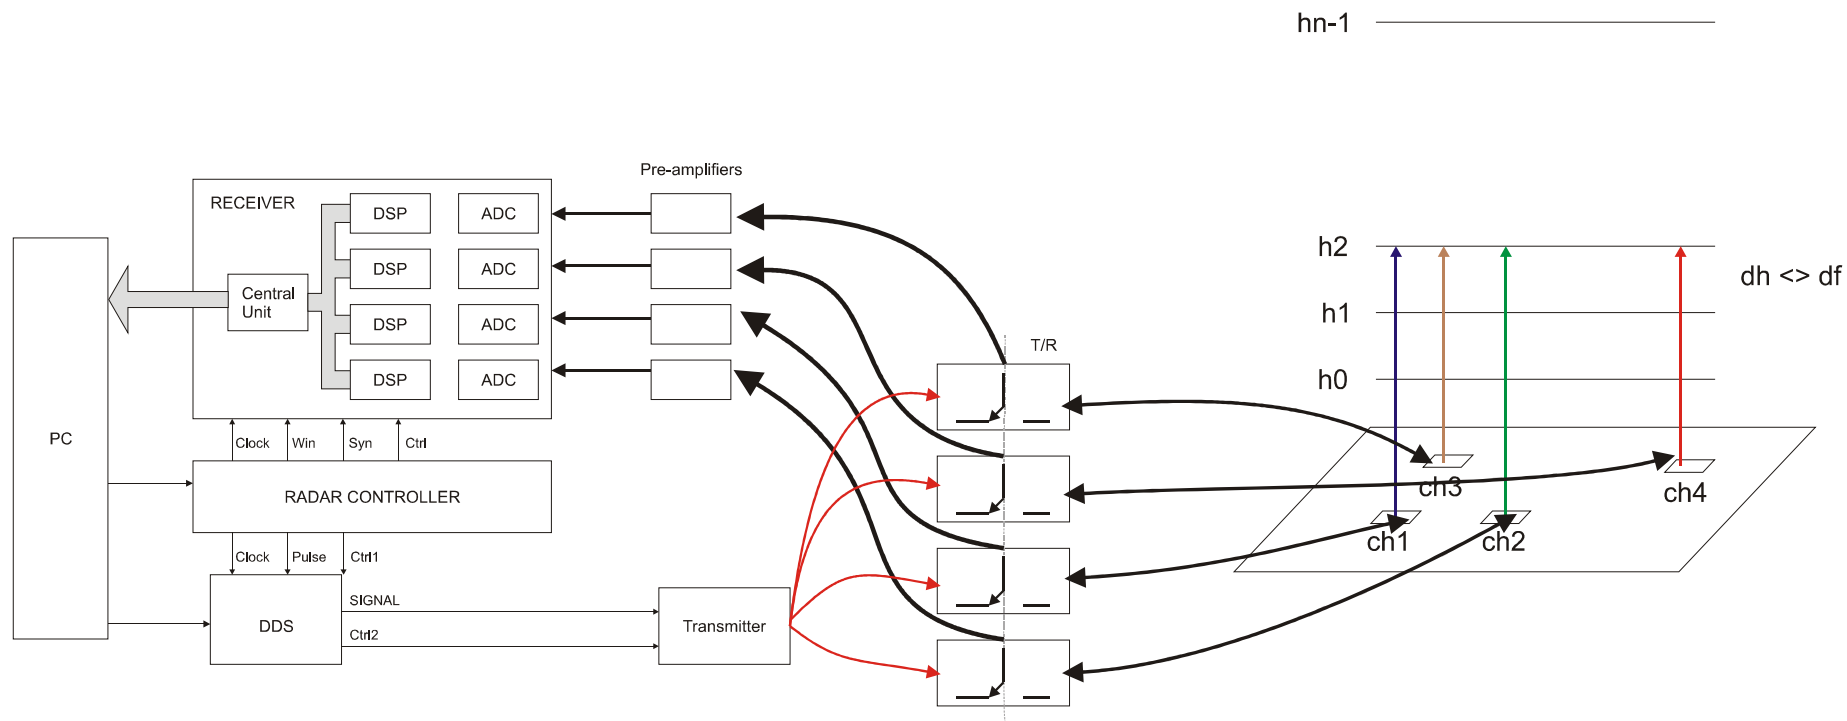 hn-1
Pre-amplifiers
RECEIVER
DSP
ADC
DSP
ADC
Central
Unit
DSP
ADC
DSP
ADC
h2
dh <> df
h1
T/R
h0
PC
Clock
Win
Syn
Ctrl
RADAR CONTROLLER
ch3
ch4
ch1
ch2
Clock
Pulse
Ctrl1
SIGNAL
DDS
Ctrl2
Transmitter